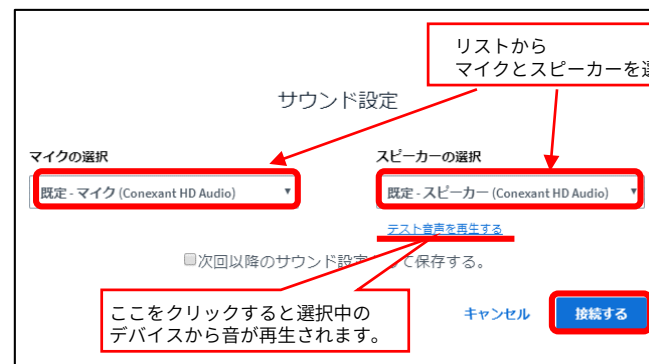 リストから
マイクとスピーカーを
サウンド設定
マイクの選択
スピーカーの選択
既定 - マイク (Conexant HD Audio)
既定 - スピーカー (Conexant HD Audio)
テスト音声を再生する
次回以降のサウンド設定 して保存する。
ここをクリックすると選択中の
デバイスから音が再生されます。
キャンセル
接続する